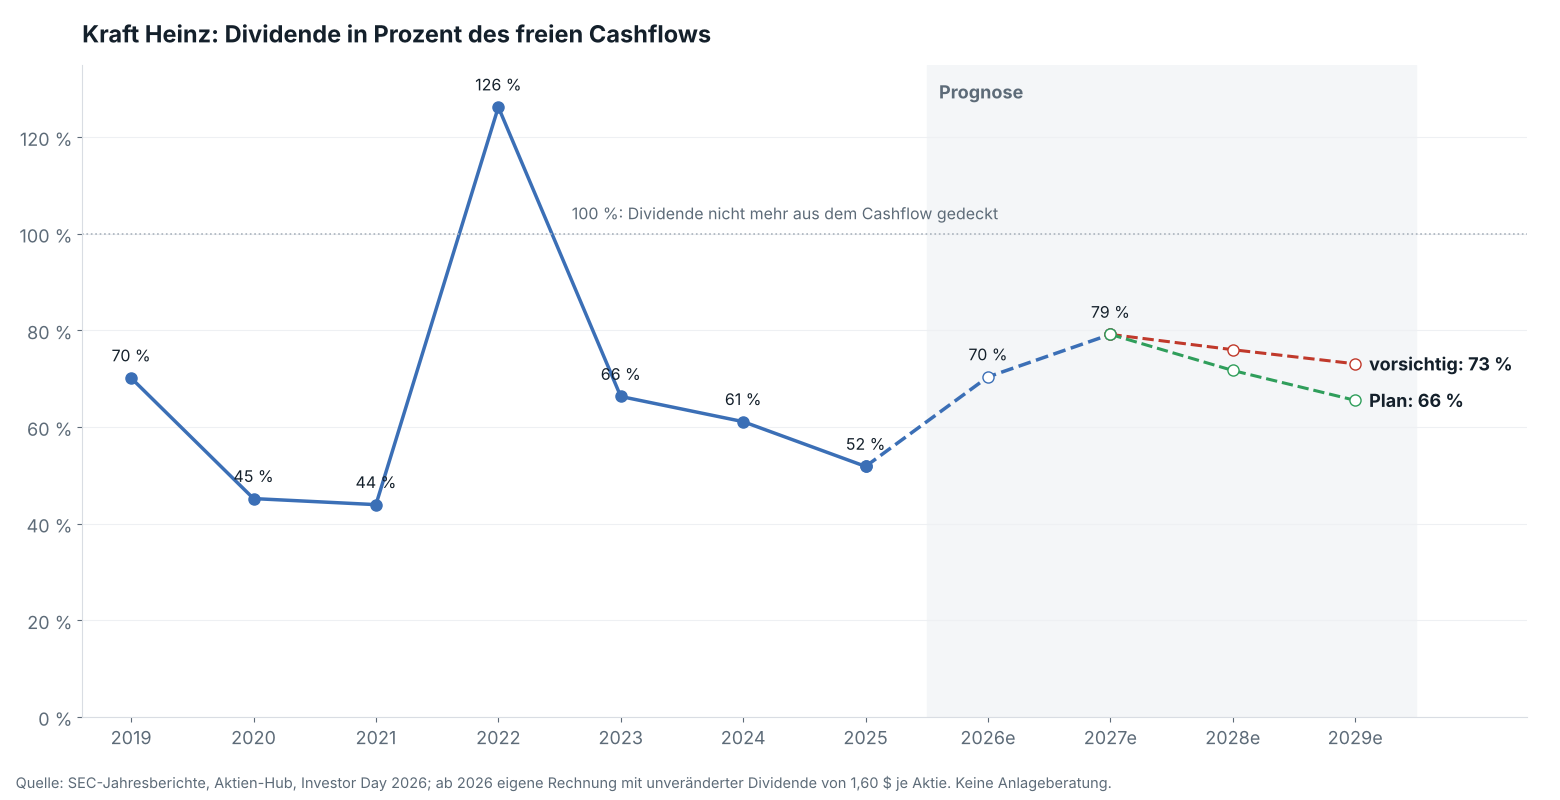 Kraft Heinz: Dividende in Prozent des freien Cashflows
Prognose
126 %
120 %
100 %: Dividende nicht mehr aus dem Cashflow gedeckt
100 %
79 %
80 %
70 %
70 %
66 %
vorsichtig: 73 %
61 %
Plan: 66 %
60 %
52 %
45 %
44 %
40 %
20 %
0 %
2019 2020 2021 2022 2023 2024 2025 2026e 2027e 2028e 2029e
Quelle: SEC-Jahresberichte, Aktien-Hub, Investor Day 2026; ab 2026 eigene Rechnung mit unveränderter Dividende von 1,60 $ je Aktie. Keine Anlageberatung.